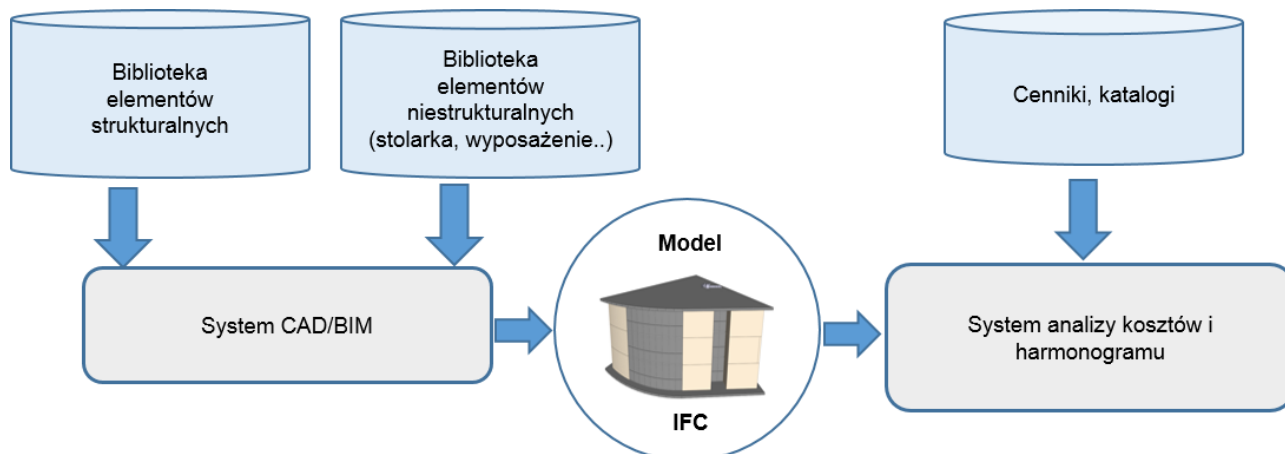 Biblioteka
elementów
strukturalnych
Biblioteka
elementów
niestrukturalnych
(stolarka, wyposażenie..)
Cenniki, katalogi
System CAD/BIM
Model
IFC
System analizy kosztów i
harmonogramu